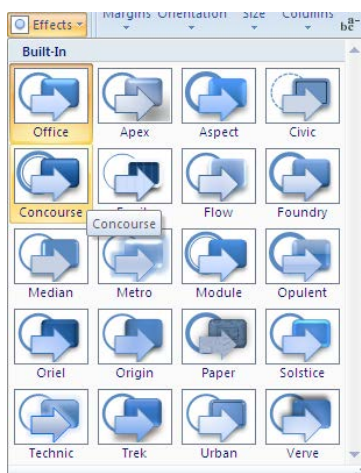 Effects
Margins Orientation Size Columns
Built-In
Office Apex Aspect Civic
Concourse Flow Foundry
Concourse
Median Metro Module Opulent
Oriel Origin Paper Solstice
Technic Trek Urban Verve